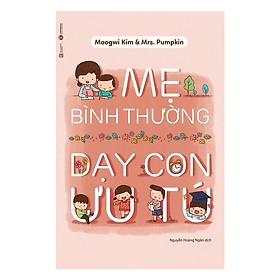 Moogwi Kim & Mrs. Pumpkin
MẸ
BÌNH THƯỜNG
DẠY CON
ƯU TÚ
Nguyễn Hoàng Ngân dịch